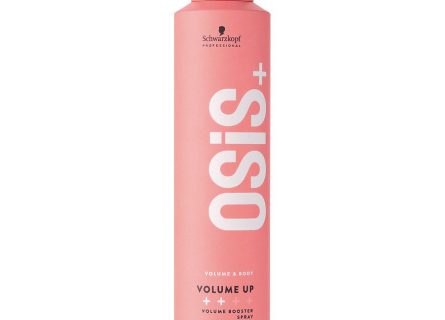 Schwarzkopf
PROFESSIONAL
OSiS+
VOLUME & BODY
VOLUME UP
++++
VOLUME BOOSTER
SPRAY